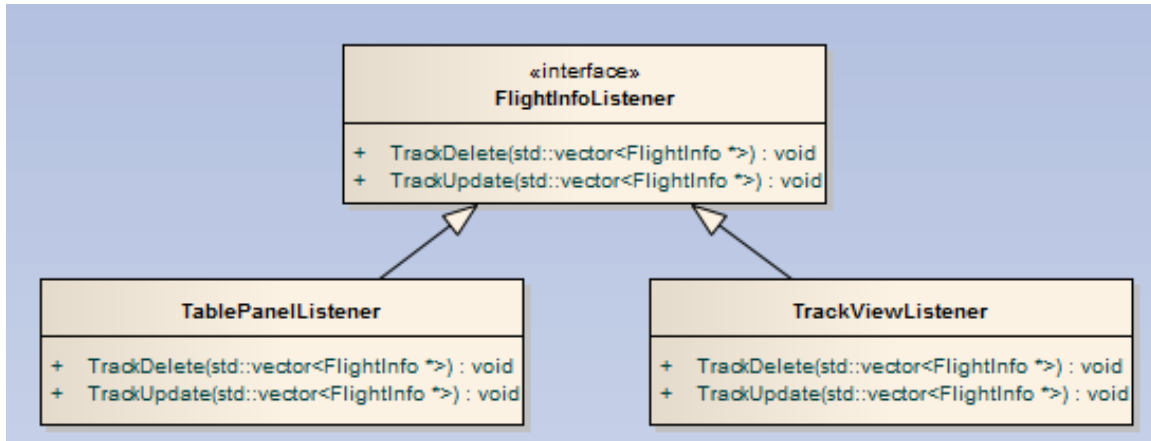 «interface»
FlightInfoListener
+ TrackDelete(std::vector<FlightInfo *>) : void
+ TrackUpdate(std::vector<FlightInfo *>) : void
TablePanelListener
+ TrackDelete(std::vector<FlightInfo *>) : void
+ TrackUpdate(std::vector<FlightInfo *>) : void
TrackViewListener
+ TrackDelete(std::vector<FlightInfo *>) : void
+ TrackUpdate(std::vector<FlightInfo *>) : void